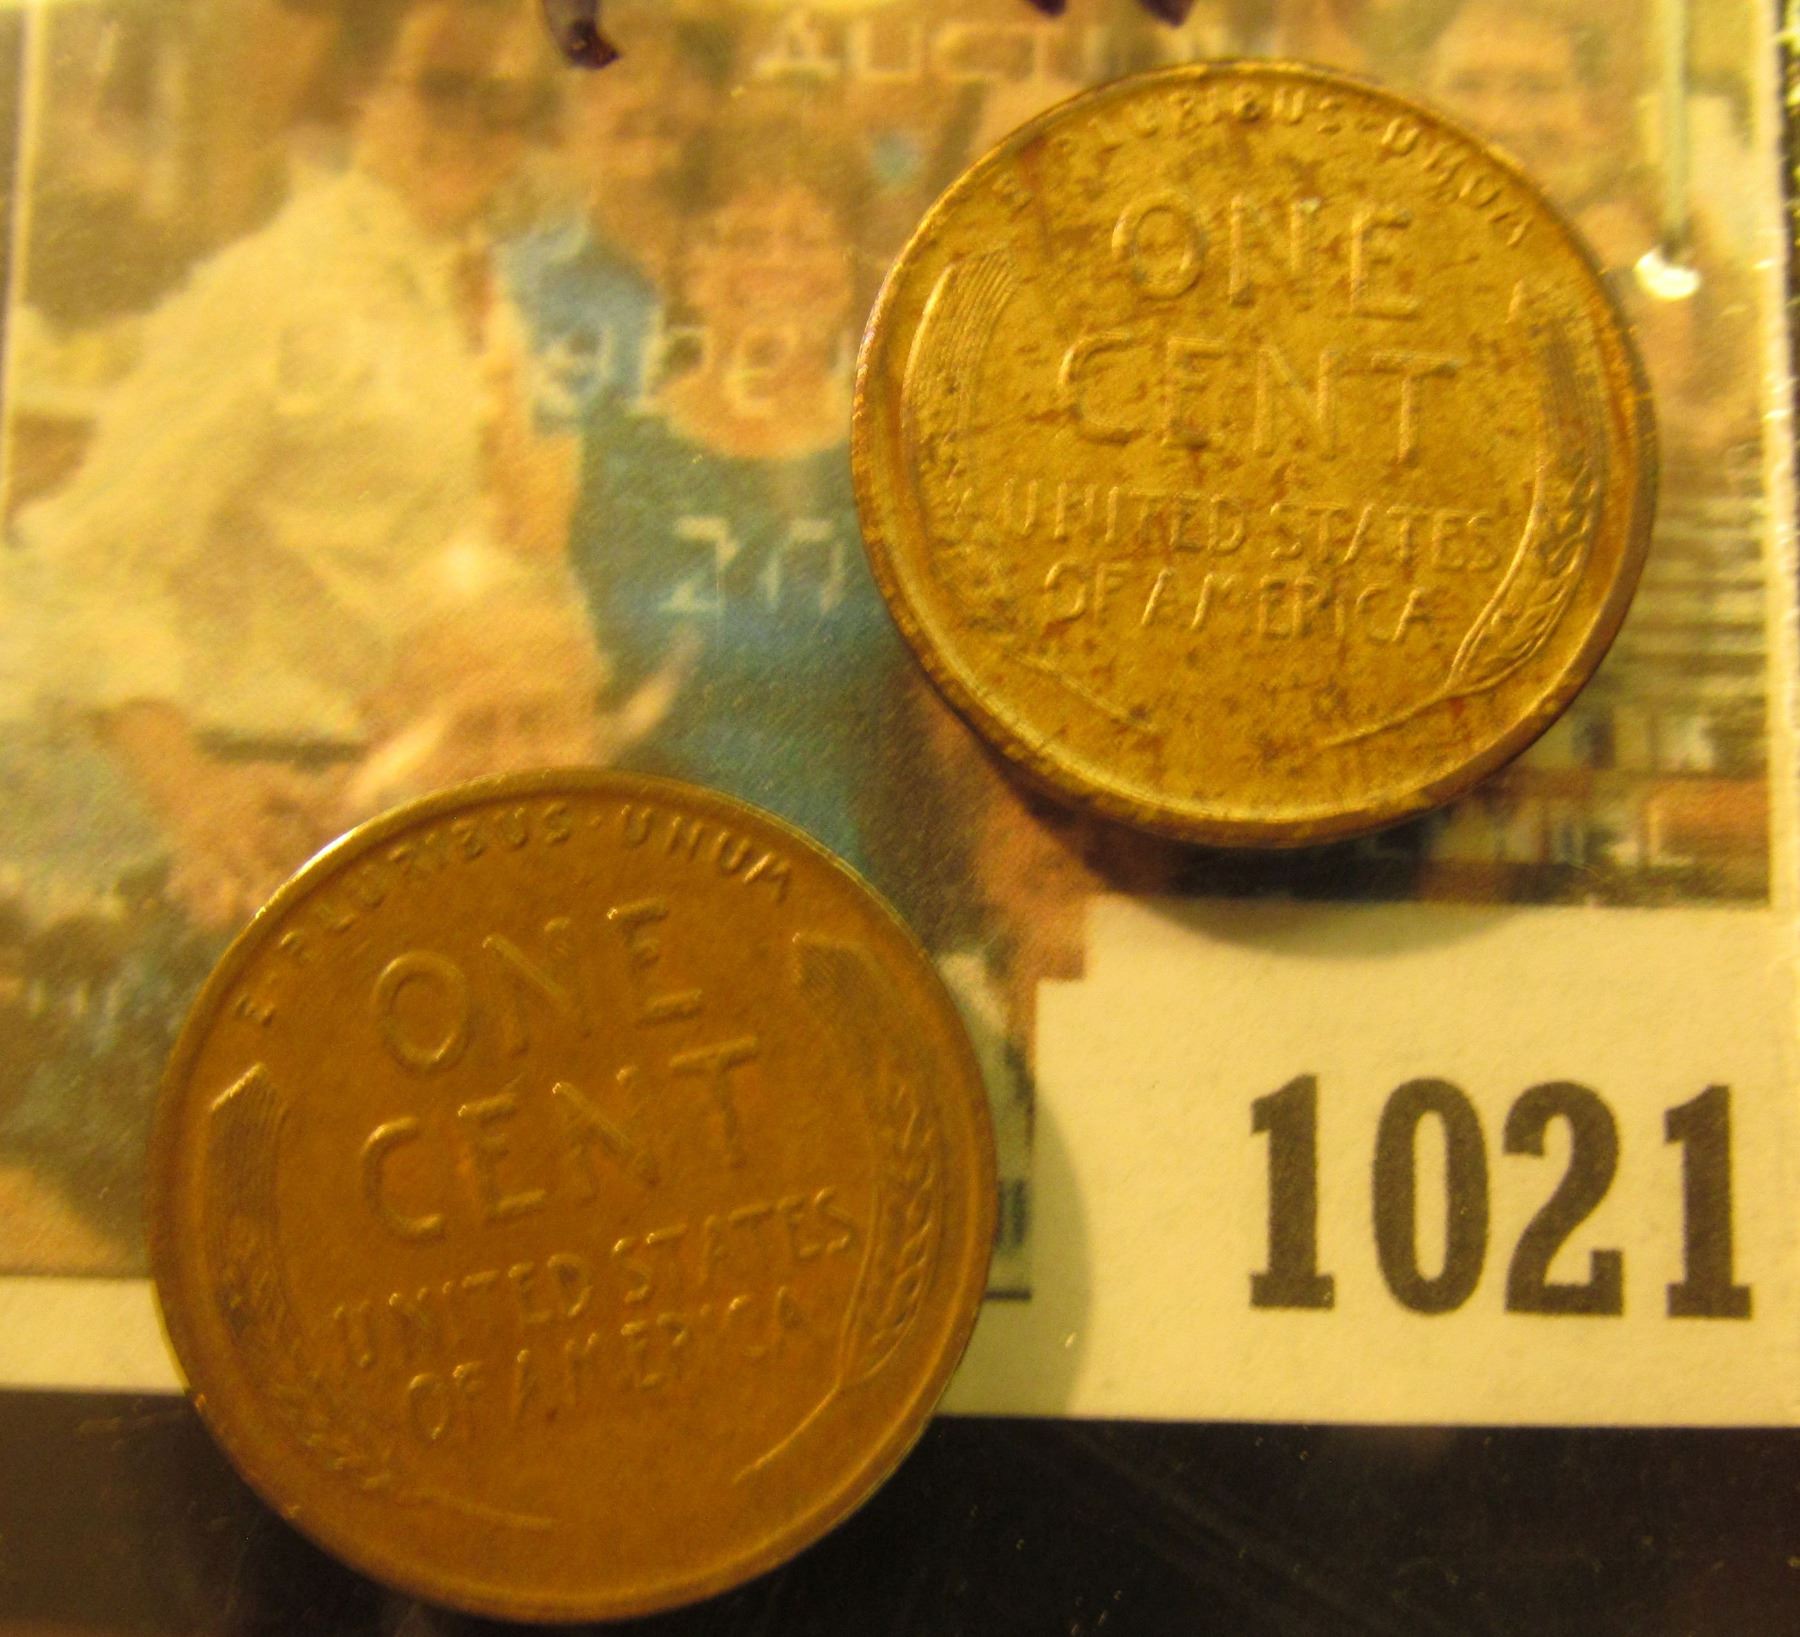 E·PLURIBUS·UNUM
ONE
CENT
UNITED STATES
OF AMERICA
E·PLURIBUS·UNUM
ONE
CENT
UNITED STATES
OF AMERICA
1021